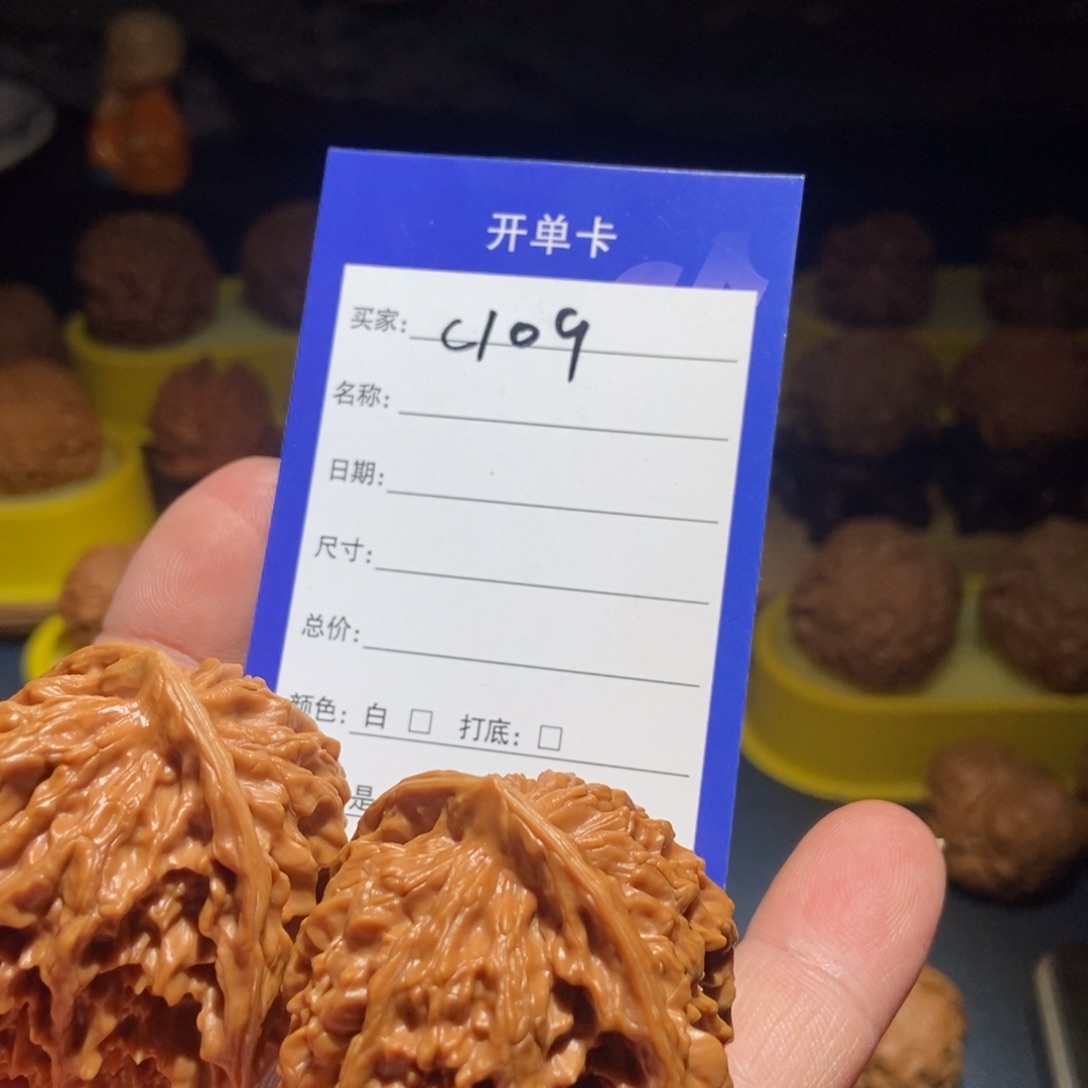 开单卡
买家: c109
名称:
日期:
尺寸:
总价:
颜色: 白 □ 打底: □
是